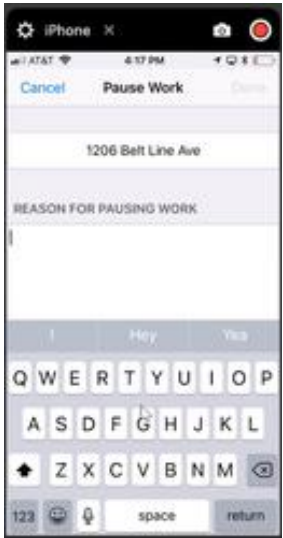 iPhone ×
AT&T 4:17 PM
Cancel Pause Work Done
1206 Belt Line Ave
REASON FOR PAUSING WORK
I Hey Yes
Q W E R T Y U I O P
A S D F G H J K L
Z X C V B N M
123 space return